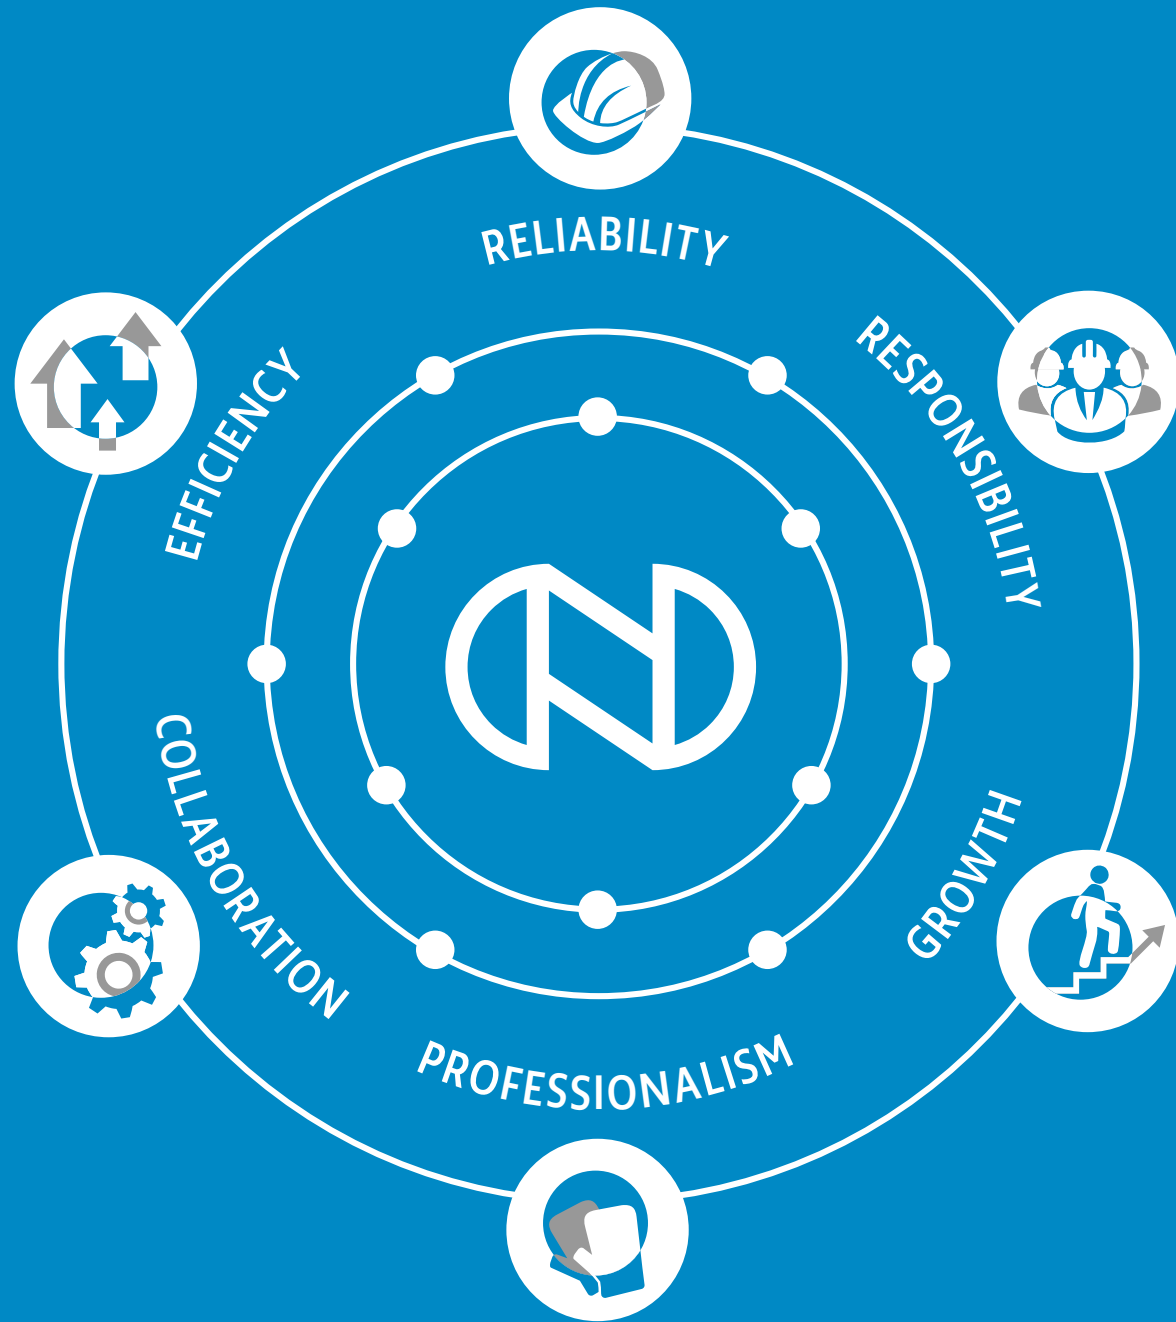 RELIABILITY
RESPONSIBILITY
EFFICIENCY
COLLABORATION
GROWTH
PROFESSIONALISM